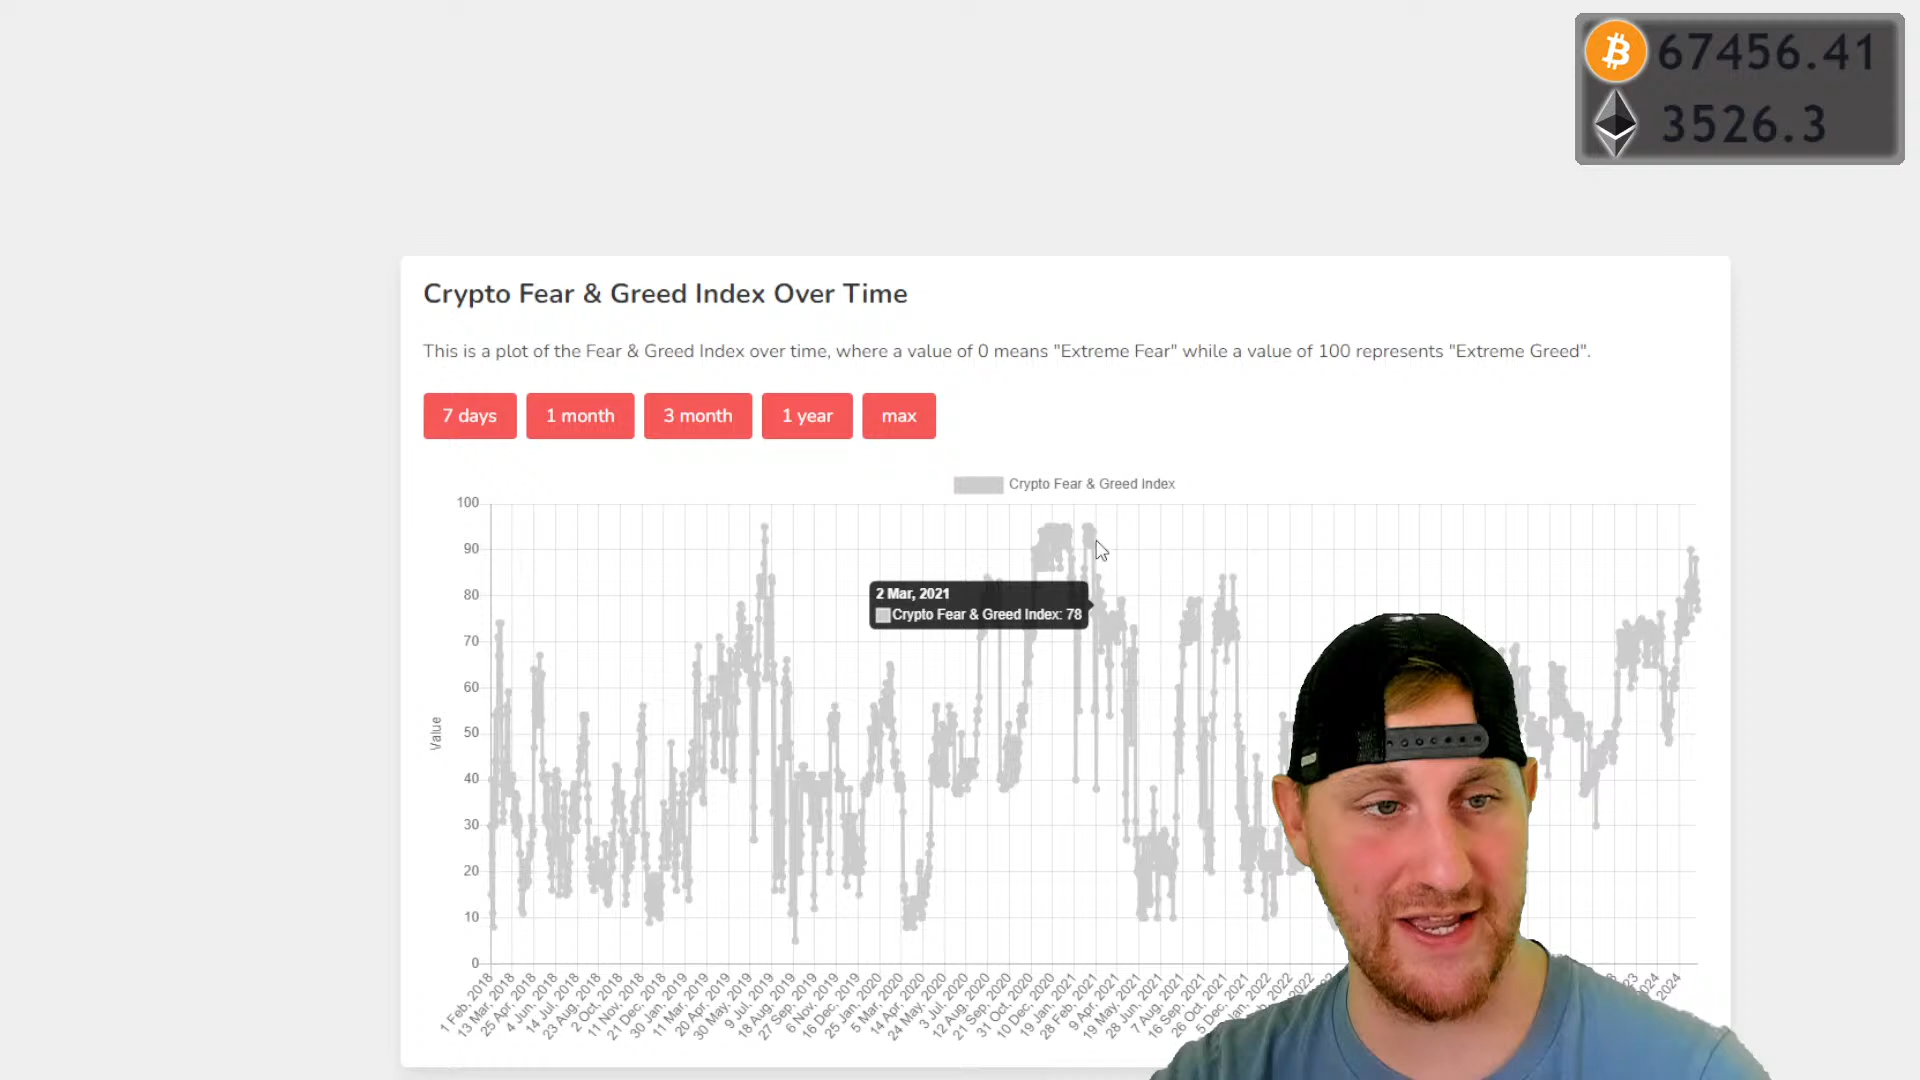 67456.41
3526.3
Crypto Fear & Greed Index Over Time
This is a plot of the Fear & Greed Index over time, where a value of 0 means "Extreme Fear" while a value of 100 represents "Extreme Greed".
7 days 1 month 3 month 1 year max
Crypto Fear & Greed Index
100
90
80
70
60
50
40
30
20
10
0
Value
2 Mar, 2021
Crypto Fear & Greed Index: 78
1 Feb, 2018
13 Mar, 2018
25 Apr, 2018
4 Jun, 2018
14 Jul, 2018
23 Aug, 2018
2 Oct, 2018
11 Nov, 2018
21 Dec, 2018
30 Jan, 2019
11 Mar, 2019
20 Apr, 2019
30 May, 2019
9 Jul, 2019
18 Aug, 2019
27 Sep, 2019
6 Nov, 2019
16 Dec, 2019
25 Jan, 2020
5 Mar, 2020
14 Apr, 2020
24 May, 2020
3 Jul, 2020
12 Aug, 2020
21 Sep, 2020
31 Oct, 2020
10 Dec, 2020
19 Jan, 2021
28 Feb, 2021
9 Apr, 2021
19 May, 2021
28 Jun, 2021
7 Aug, 2021
16 Sep, 2021
26 Oct, 2021
5 Dec, 2021